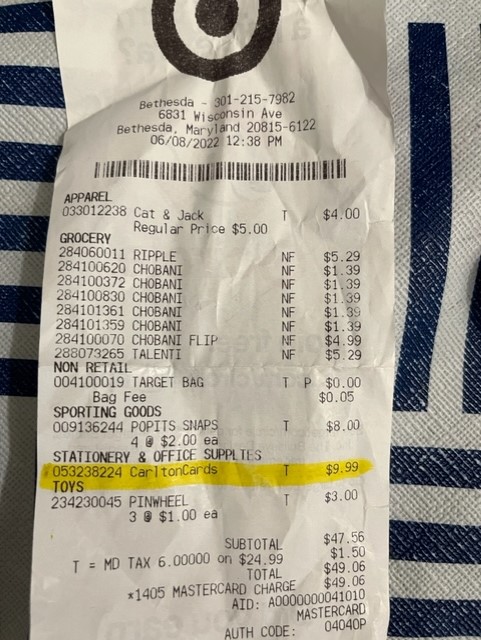 Bethesda - 301-215-7982
6831 Wisconsin Ave
Bethesda, Maryland 20815-6122
06/08/2022 12:38 PM
APPAREL
033012238 Cat & Jack T $4.00
Regular Price $5.00
GROCERY
284060011 RIPPLE NF $5.29
284100620 CHOBANI NF $1.39
284100372 CHOBANI NF $1.39
284100830 CHOBANI NF $1.39
284101361 CHOBANI NF $1.39
284101359 CHOBANI NF $1.39
284100070 CHOBANI FLIP NF $4.99
288073265 TALENTI NF $5.29
NON RETAIL
004100019 TARGET BAG T P $0.00
Bag Fee $0.05
SPORTING GOODS
009136244 POPITS SNAPS T $8.00
4 @ $2.00 ea
STATIONERY & OFFICE SUPPLIES
053238224 CarltonCards T $9.99
TOYS
234230045 PINWHEEL T $3.00
3 @ $1.00 ea
SUBTOTAL $47.56
T = MD TAX 6.00000 on $24.99 $1.50
TOTAL $49.06
*1405 MASTERCARD CHARGE $49.06
AID: A0000000041010
MASTERCARD
AUTH CODE: 04040P